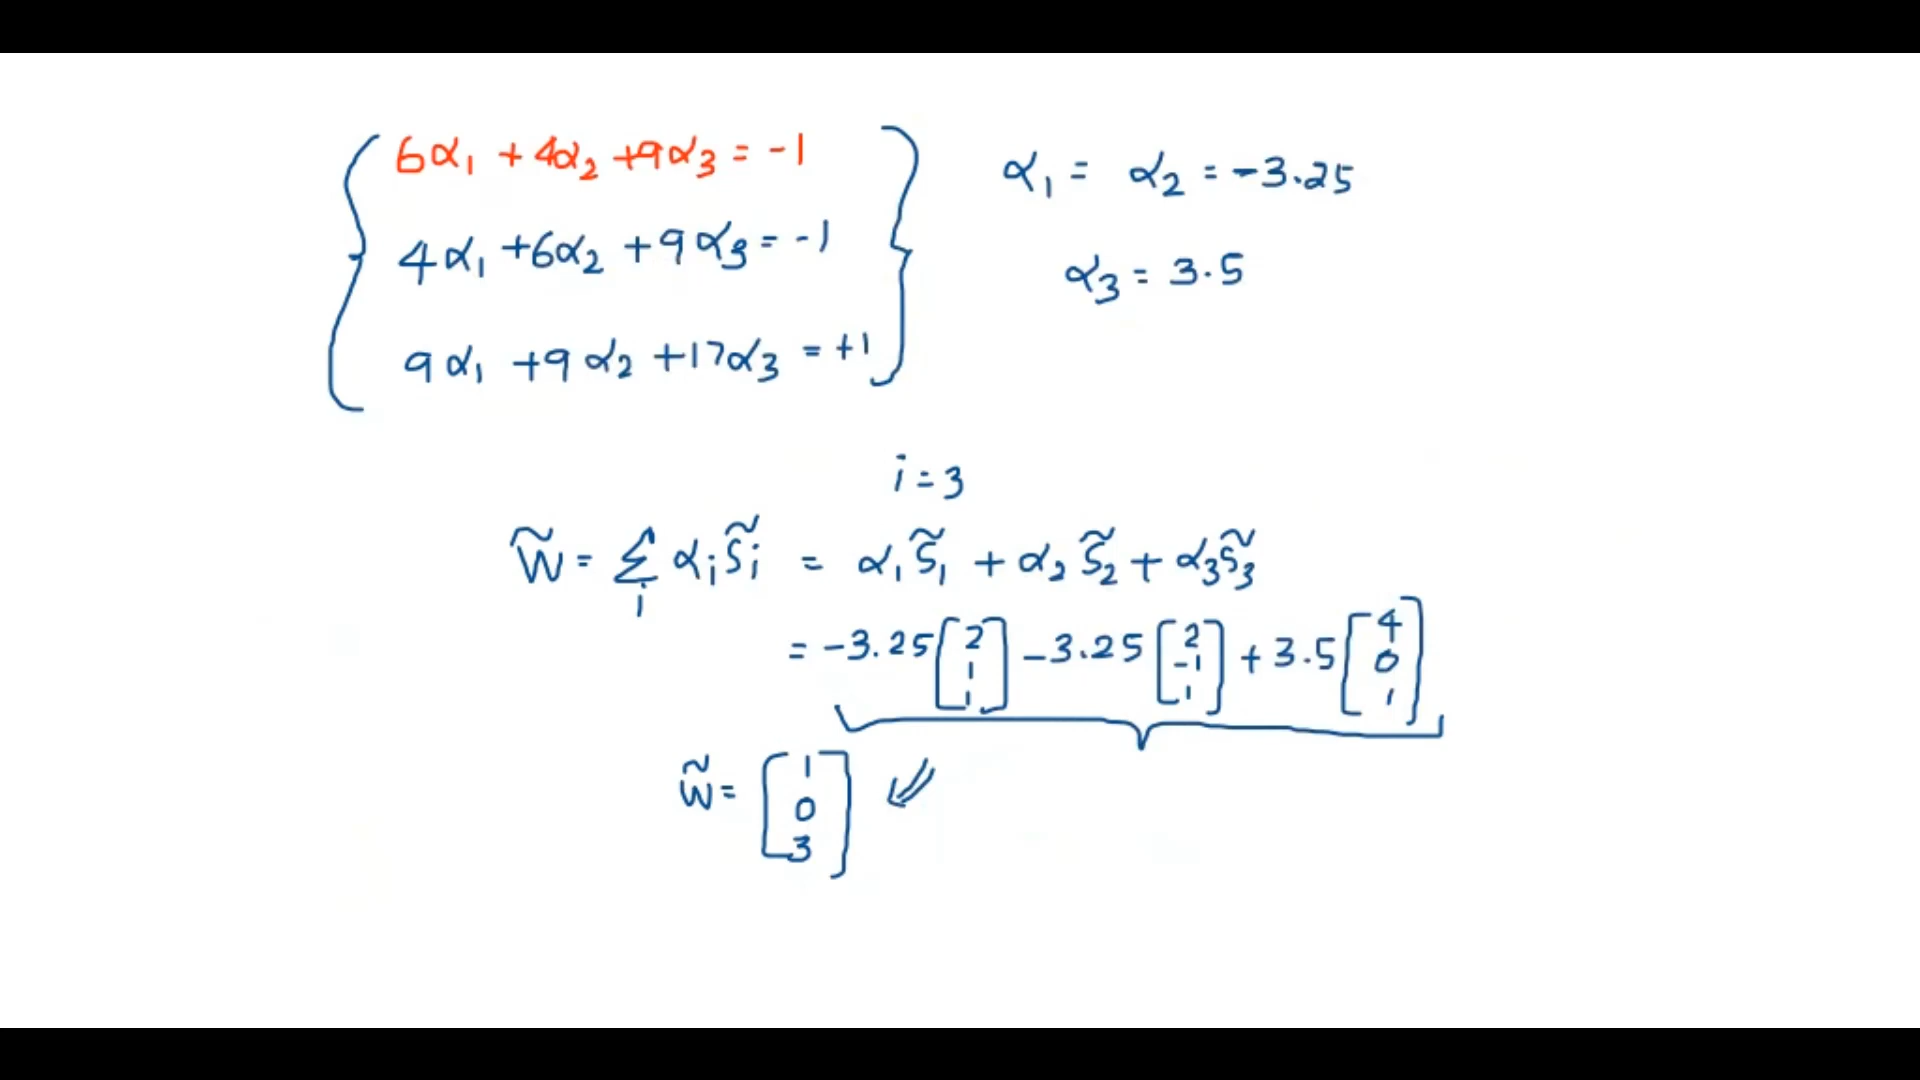 6α₁ + 4α₂ + 9α₃ = -1
4α₁ + 6α₂ + 9α₃ = -1
9α₁ + 9α₂ + 17α₃ = +1
α₁ = α₂ = -3.25
α₃ = 3.5
i = 3
W̃ = Σᵢ αᵢS̃ᵢ = α₁S̃₁ + α₂S̃₂ + α₃S̃₃
= -3.25 [2 1 1] - 3.25 [2 -1 1] + 3.5 [4 0 1]
W̃ = [1 0 3]